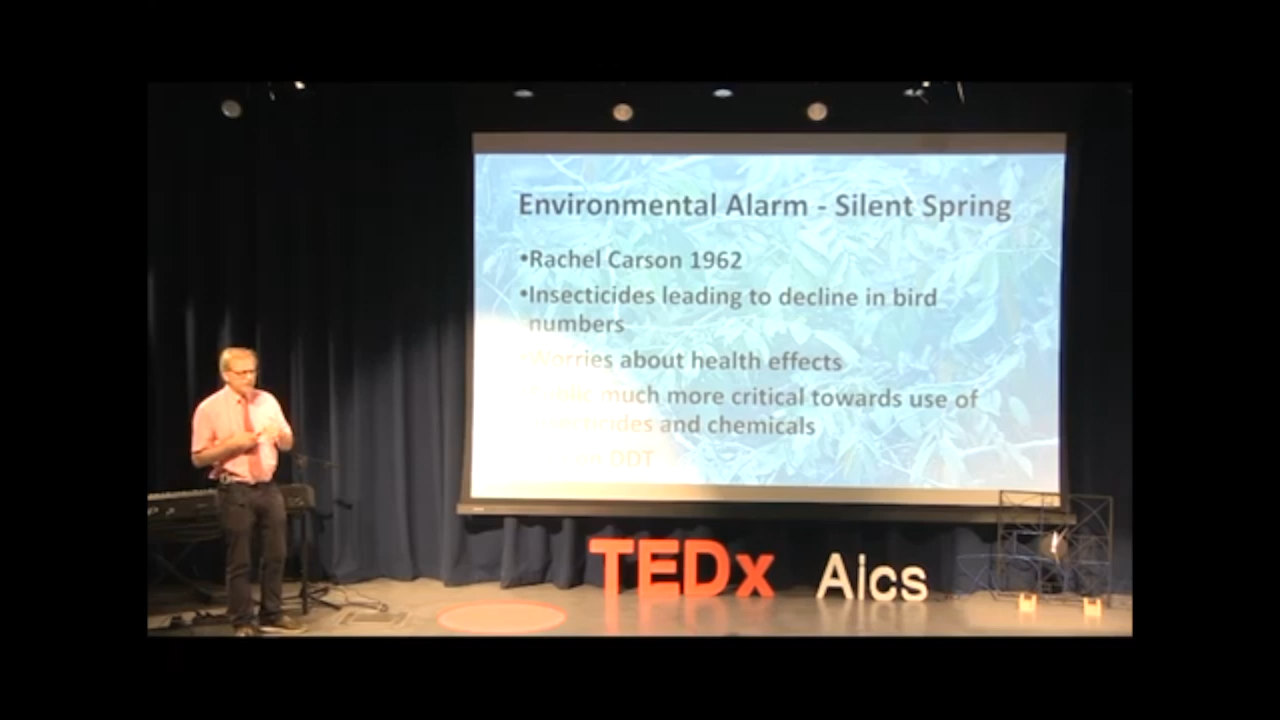 Environmental Alarm - Silent Spring
•Rachel Carson 1962
•Insecticides leading to decline in bird
numbers
•Worries about health effects
much more critical towards use of
and chemicals
DDT
TEDx Aics